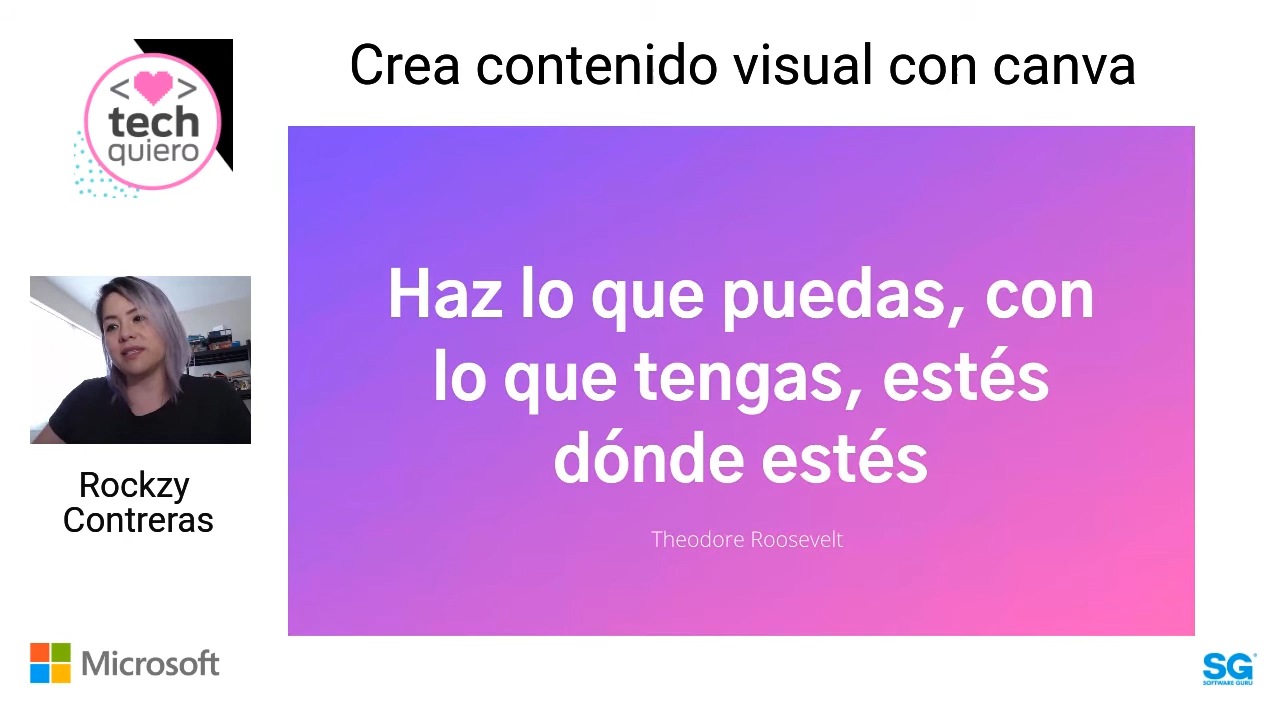 Crea contenido visual con canva
< >
tech
quiero
Haz lo que puedas, con
lo que tengas, estés
dónde estés
Theodore Roosevelt
Rockzy
Contreras
Microsoft
SG
SOFTWARE GURU